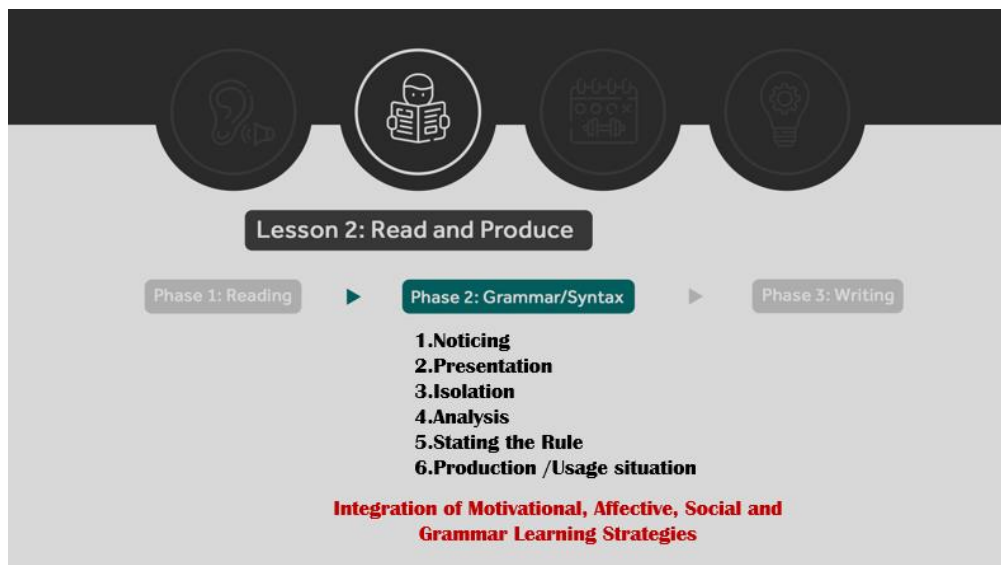 Lesson 2: Read and Produce
Phase 1: Reading
Phase 2: Grammar/Syntax
Phase 3: Writing
1.Noticing
2.Presentation
3.Isolation
4.Analysis
5.Stating the Rule
6.Production /Usage situation
Integration of Motivational, Affective, Social and
Grammar Learning Strategies